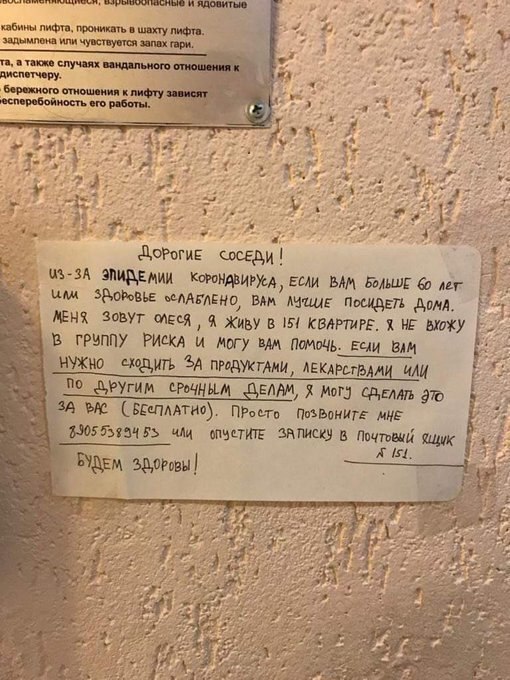 воспламеняющиеся, взрывоопасные и ядовитые
кабины лифта, проникать в шахту лифта.
задымлена или чувствуется запах гари.
та, а также случаях вандального отношения к
диспетчеру.
бережного отношения к лифту зависят
бесперебойность его работы.
ДОРОГИЕ СОСЕДИ!
ИЗ-ЗА ЭПИДЕМИИ КОРОНАВИРУСА, ЕСЛИ ВАМ БОЛЬШЕ 60 ЛЕТ
ИЛИ ЗДОРОВЬЕ ОСЛАБЛЕНО, ВАМ ЛУЧШЕ ПОСИДЕТЬ ДОМА.
МЕНЯ ЗОВУТ ОЛЕСЯ, Я ЖИВУ В 151 КВАРТИРЕ. Я НЕ ВХОЖУ
В ГРУППУ РИСКА И МОГУ ВАМ ПОМОЧЬ. ЕСЛИ ВАМ
НУЖНО СХОДИТЬ ЗА ПРОДУКТАМИ, ЛЕКАРСТВАМИ ИЛИ
ПО ДРУГИМ СРОЧНЫМ ДЕЛАМ, Я МОГУ СДЕЛАТЬ ЭТО
ЗА ВАС (БЕСПЛАТНО). ПРОСТО ПОЗВОНИТЕ МНЕ
89055389453 ИЛИ ОПУСТИТЕ ЗАПИСКУ В ПОЧТОВЫЙ ЯЩИК
№ 151.
БУДЕМ ЗДОРОВЫ!